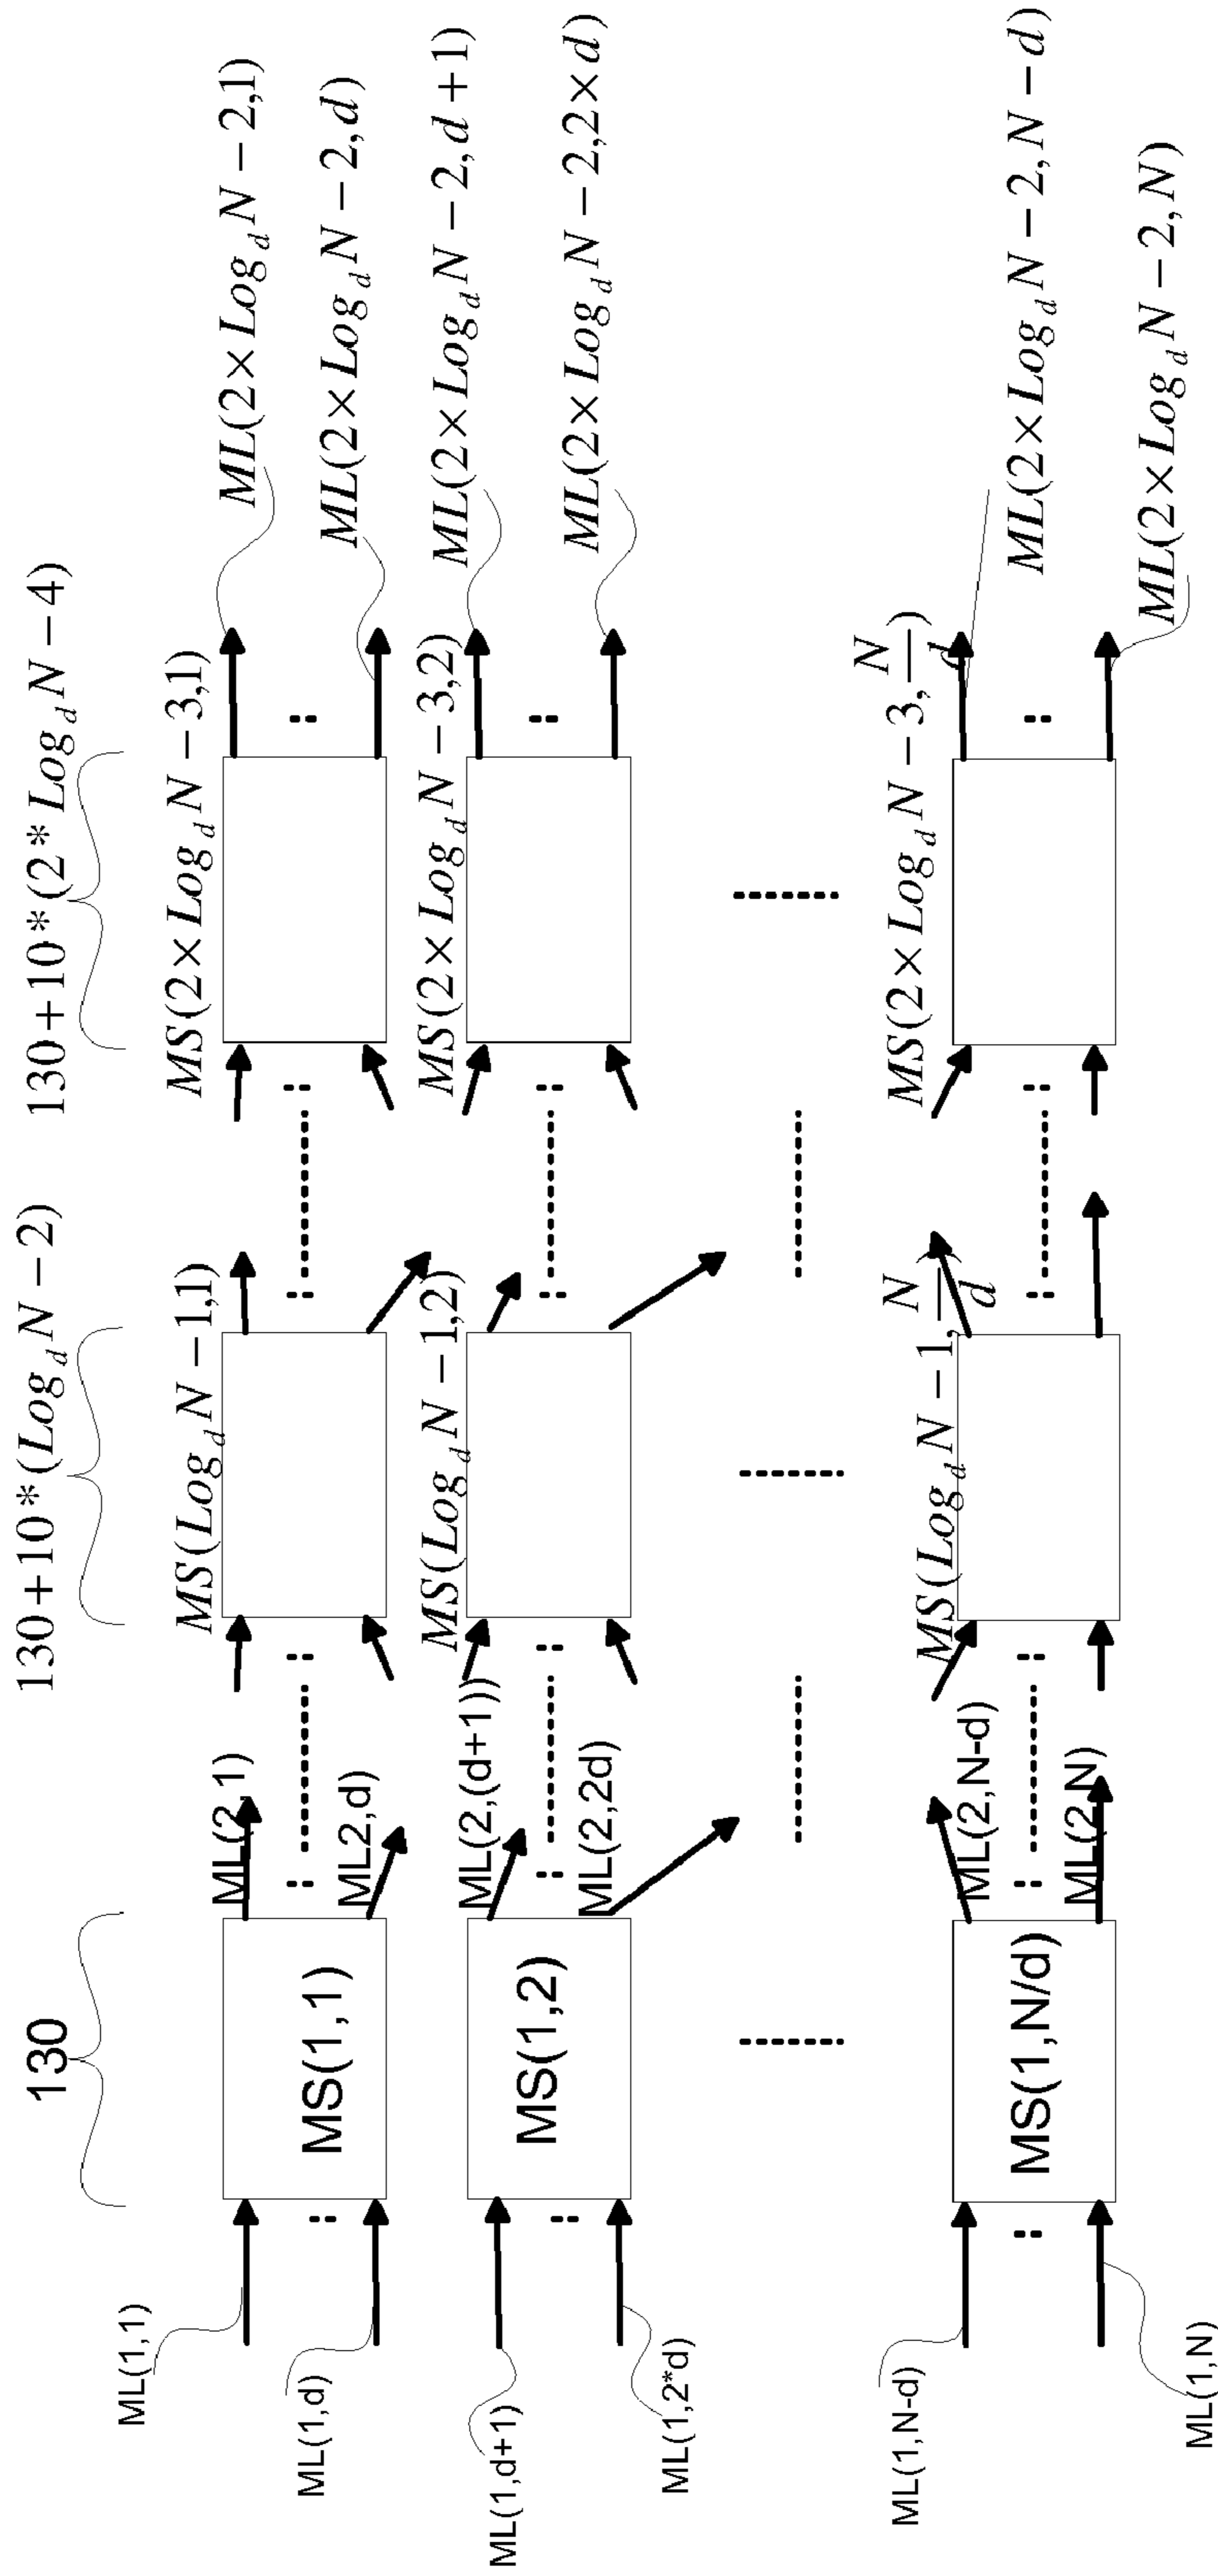 130
130+10*(Log_d N−2)
130+10*(2*Log_d N−4)
ML(1,1)
ML(1,d)
MS(1,1)
ML(2,1)
ML2,d)
MS(Log_d N−1,1)
MS(2×Log_d N−3,1)
ML(2×Log_d N−2,1)
ML(2×Log_d N−2,d)
ML(1,d+1)
ML(1,2*d)
MS(1,2)
ML(2,(d+1))
ML(2,2d)
MS(Log_d N−1,2)
MS(2×Log_d N−3,2)
ML(2×Log_d N−2,d+1)
ML(2×Log_d N−2,2×d)
ML(1,N-d)
ML(1,N)
MS(1,N/d)
ML(2,N-d)
ML(2,N)
MS(Log_d N−1,N/d)
MS(2×Log_d N−3,N/d)
ML(2×Log_d N−2,N−d)
ML(2×Log_d N−2,N)